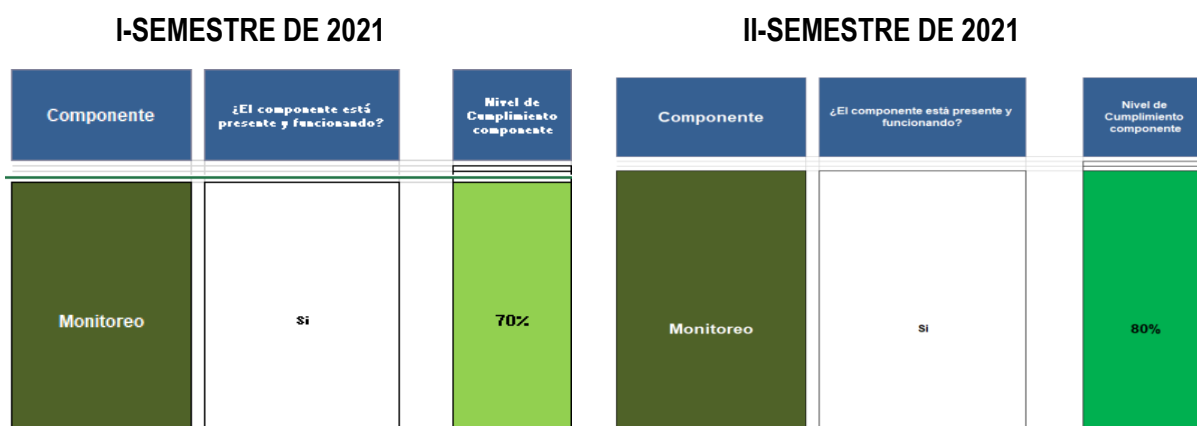 I-SEMESTRE DE 2021
Componente
¿El componente está
presente y funcionando?
Nivel de
Cumplimiento
componente
Monitoreo
Si
70%
II-SEMESTRE DE 2021
Componente
¿El componente está presente y
funcionando?
Nivel de
Cumplimiento
componente
Monitoreo
Si
80%